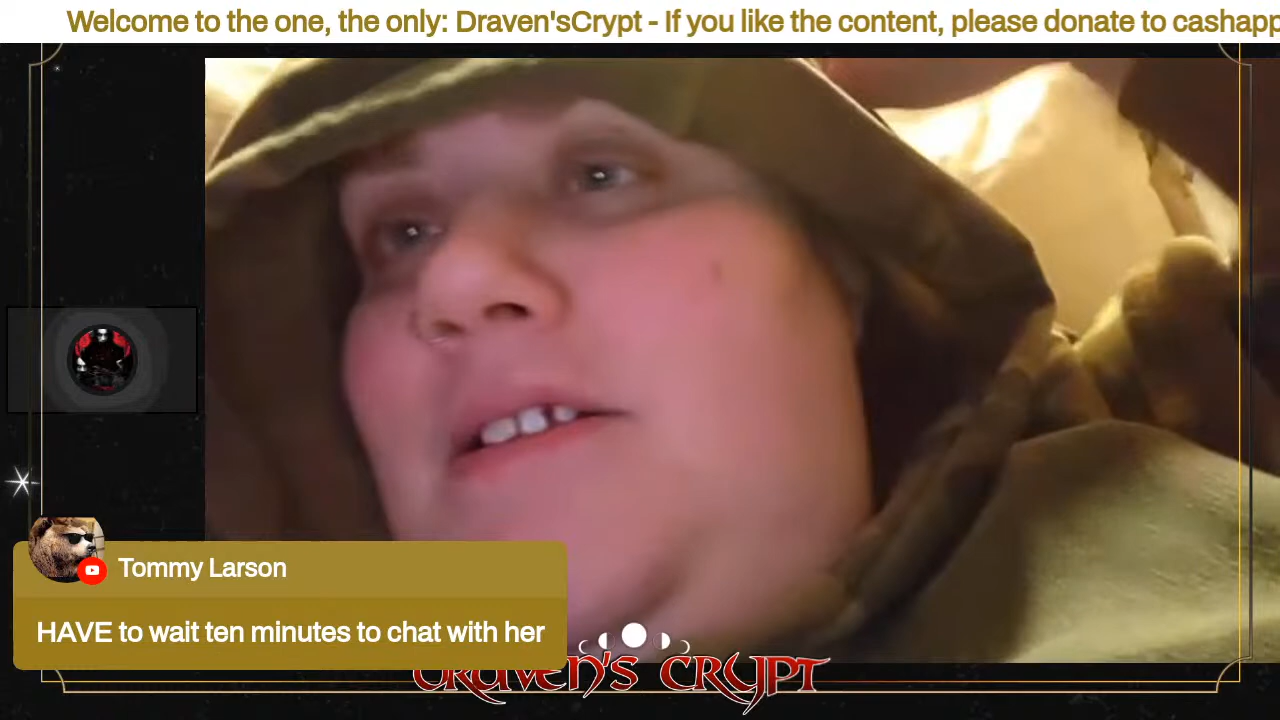 Welcome to the one, the only: Draven'sCrypt - If you like the content, please donate to cashapp
Tommy Larson
HAVE to wait ten minutes to chat with her
DRAVEN'S CRYPT